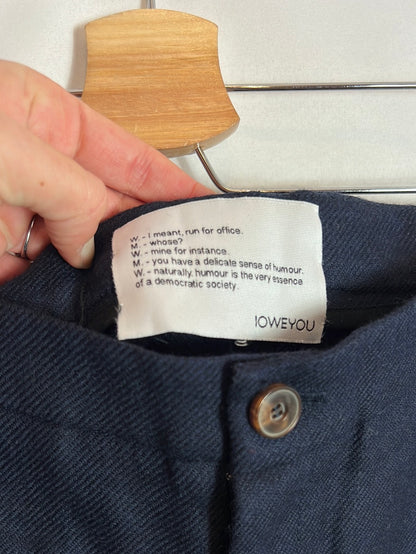 W. - I meant, run for office.
M. - whose?
W. - mine for instance.
M. - you have a delicate sense of humour.
W. - naturally, humour is the very essence
of a democratic society.
IOWEYOU